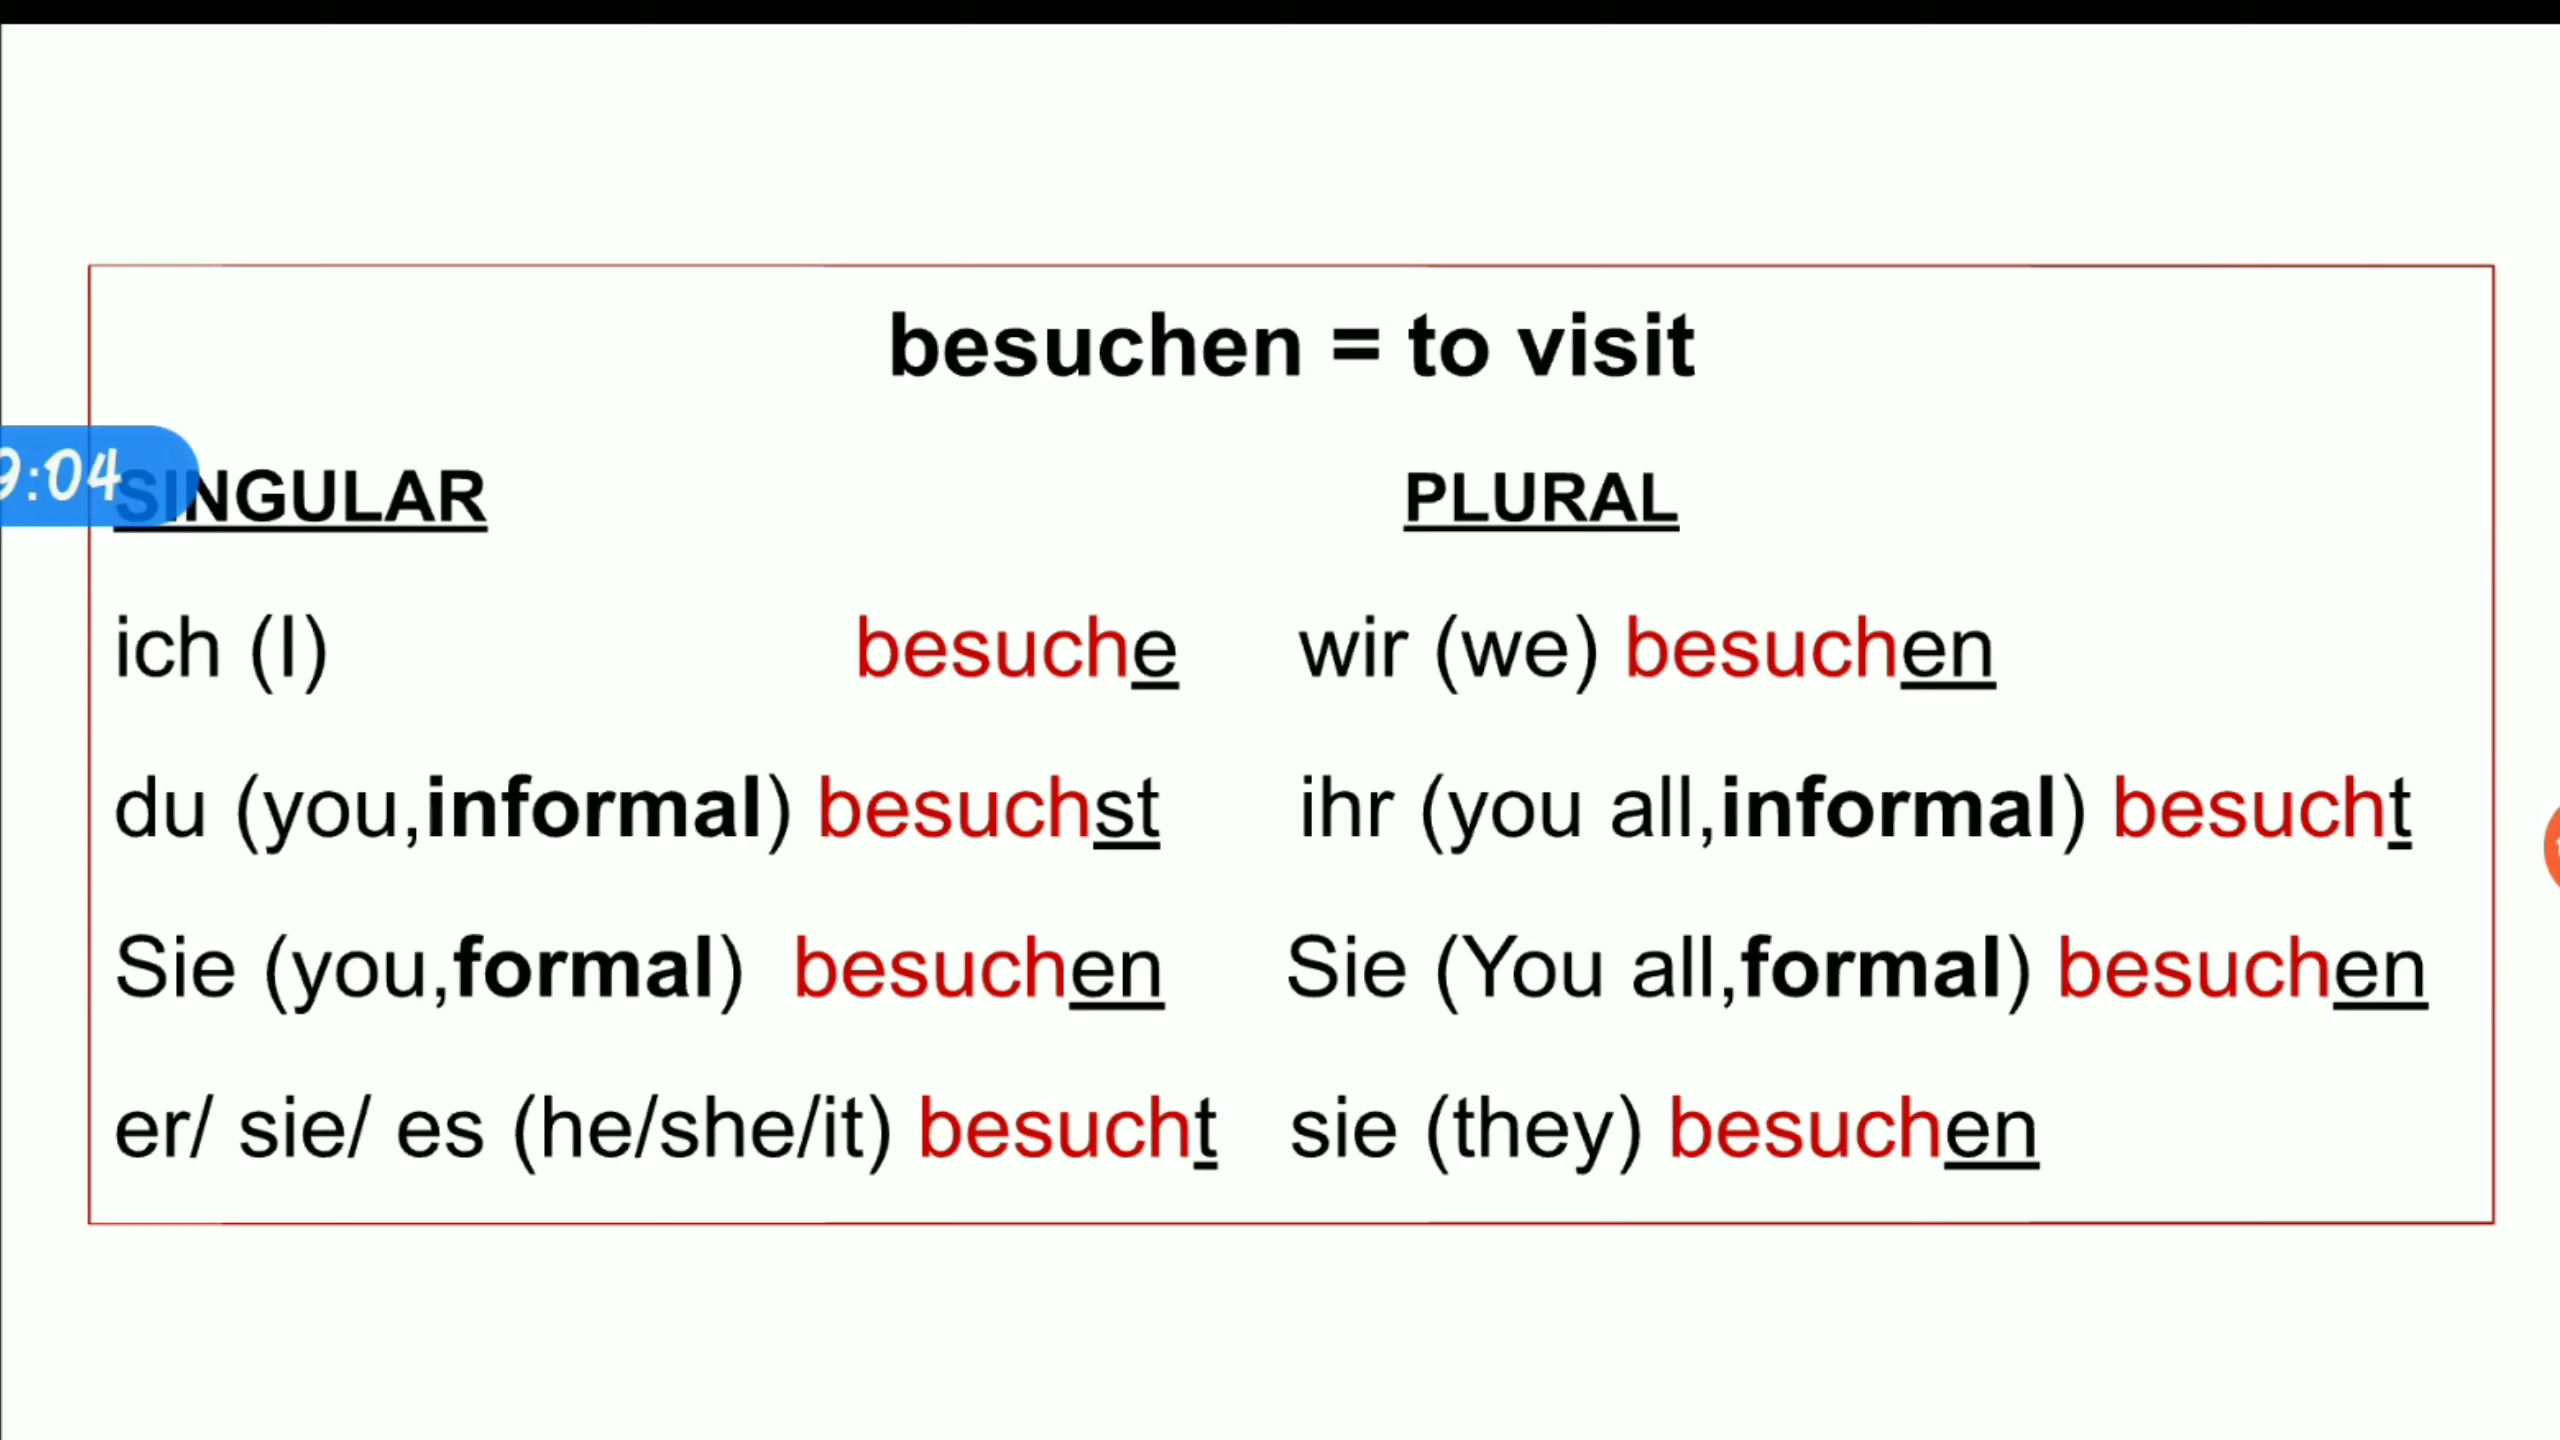 besuchen = to visit
9:04
SINGULAR PLURAL
ich (I) besuche wir (we) besuchen
du (you,informal) besuchst ihr (you all,informal) besucht
Sie (you,formal) besuchen Sie (You all,formal) besuchen
er/ sie/ es (he/she/it) besucht sie (they) besuchen